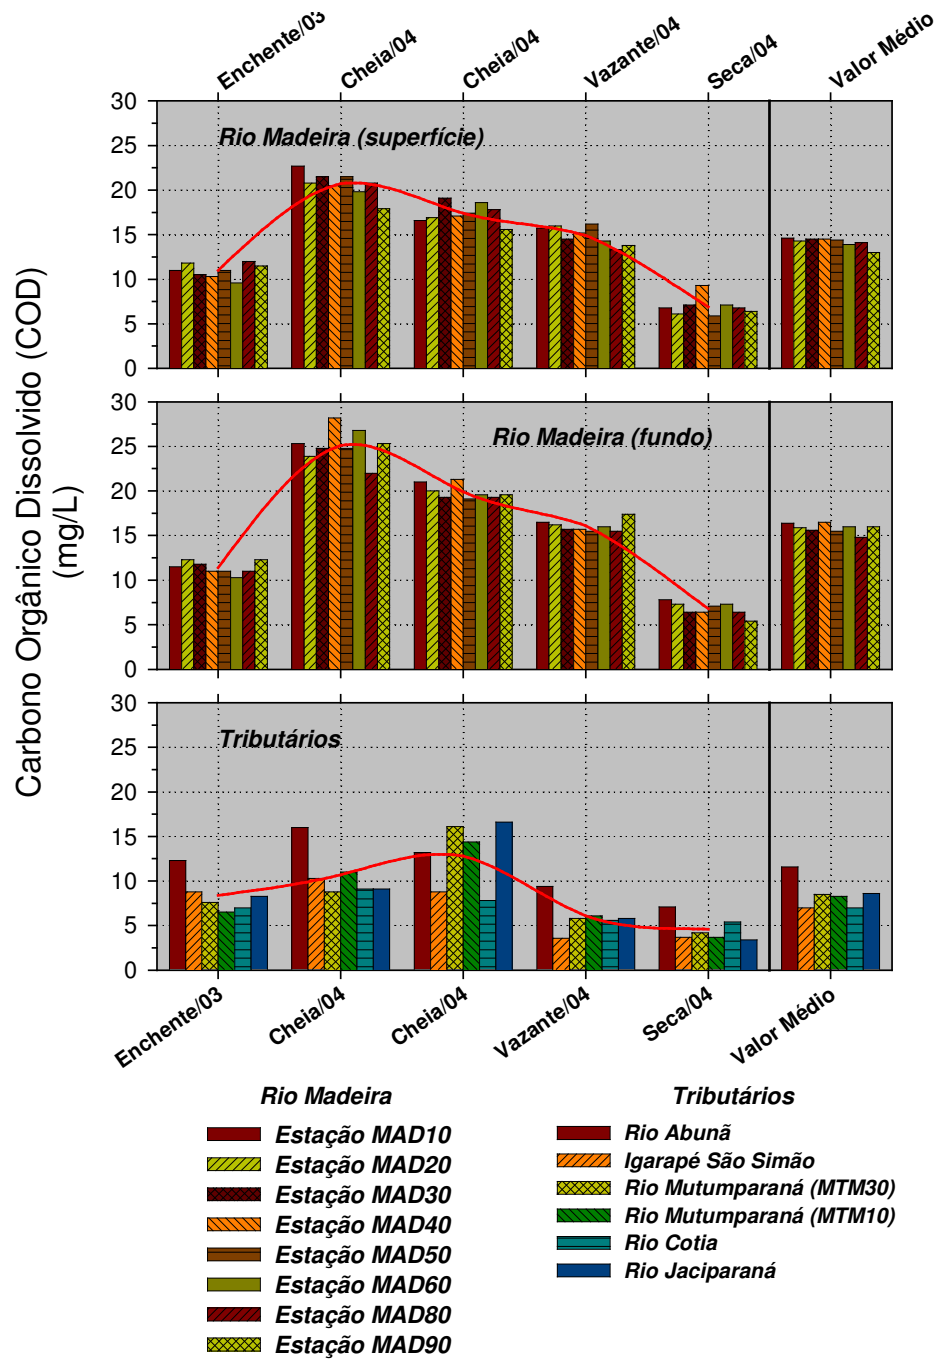 Enchente/03
Cheia/04
Cheia/04
Vazante/04
Seca/04
Valor Médio
Carbono Orgânico Dissolvido (COD)
(mg/L)
30
25
20
15
10
5
0
Rio Madeira (superfície)
30
25
20
15
10
5
0
Rio Madeira (fundo)
30
25
20
15
10
5
0
Tributários
Enchente/03
Cheia/04
Cheia/04
Vazante/04
Seca/04
Valor Médio
Rio Madeira
Estação MAD10
Estação MAD20
Estação MAD30
Estação MAD40
Estação MAD50
Estação MAD60
Estação MAD80
Estação MAD90
Tributários
Rio Abunã
Igarapé São Simão
Rio Mutumparaná (MTM30)
Rio Mutumparaná (MTM10)
Rio Cotia
Rio Jaciparaná